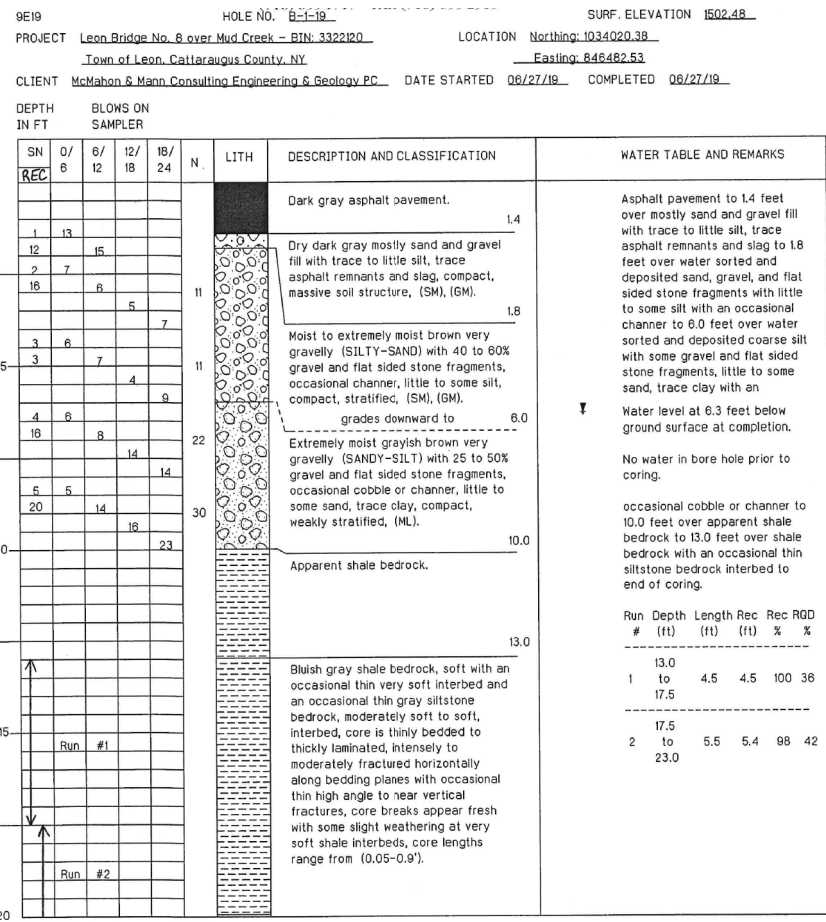 9E19 HOLE NO. B-1-19 SURF. ELEVATION 1502.48
PROJECT Leon Bridge No. 8 over Mud Creek - BIN: 3322120 LOCATION Northing: 1034020.38
Town of Leon, Cattaraugus County, NY Easting: 846482.53
CLIENT McMahon & Mann Consulting Engineering & Geology PC DATE STARTED 06/27/19 COMPLETED 06/27/19
DEPTH BLOWS ON
IN FT SAMPLER
SN 0/ 6/ 12/ 18/ N. LITH DESCRIPTION AND CLASSIFICATION WATER TABLE AND REMARKS
REC 6 12 18 24
Dark gray asphalt pavement.
1.4
Dry dark gray mostly sand and gravel
fill with trace to little silt, trace
asphalt remnants and slag, compact,
massive soil structure, (SM), (GM).
1.8
Moist to extremely moist brown very
gravelly (SILTY-SAND) with 40 to 60%
gravel and flat sided stone fragments,
occasional channer, little to some silt,
compact, stratified, (SM), (GM).
grades downward to 6.0
Extremely moist grayish brown very
gravelly (SANDY-SILT) with 25 to 50%
gravel and flat sided stone fragments,
occasional cobble or channer, little to
some sand, trace clay, compact,
weakly stratified, (ML).
10.0
Apparent shale bedrock.
13.0
Bluish gray shale bedrock, soft with an
occasional thin very soft interbed and
an occasional thin gray siltstone
bedrock, moderately soft to soft,
interbed, core is thinly bedded to
thickly laminated, intensely to
moderately fractured horizontally
along bedding planes with occasional
thin high angle to near vertical
fractures, core breaks appear fresh
with some slight weathering at very
soft shale interbeds, core lengths
range from (0.05-0.9').
1 13
12 15
2 7
16 6
11
5
7
3 6
5
3 7
11
4
9
4 6
16 8
22
14
14
5 5
20 14
30
16
23
0
15
Run #1
Run #2
20
Asphalt pavement to 1.4 feet
over mostly sand and gravel fill
with trace to little silt, trace
asphalt remnants and slag to 1.8
feet over water sorted and
deposited sand, gravel, and flat
sided stone fragments with little
to some silt with an occasional
channer to 6.0 feet over water
sorted and deposited coarse silt
with some gravel and flat sided
stone fragments, little to some
sand, trace clay with an
Water level at 6.3 feet below
ground surface at completion.
No water in bore hole prior to
coring.
occasional cobble or channer to
10.0 feet over apparent shale
bedrock to 13.0 feet over shale
bedrock with an occasional thin
siltstone bedrock interbed to
end of coring.
Run Depth Length Rec Rec RQD
# (ft) (ft) (ft) % %
13.0
1 to 4.5 4.5 100 36
17.5
17.5
2 to 5.5 5.4 98 42
23.0